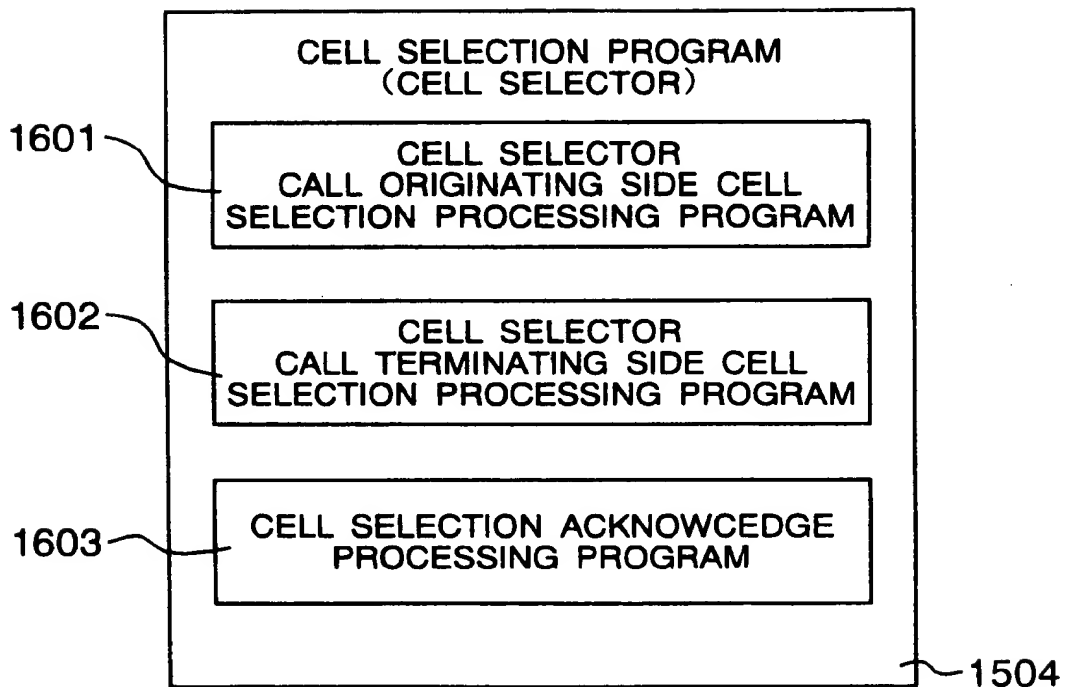 CELL SELECTION PROGRAM
(CELL SELECTOR)
1601
CELL SELECTOR
CALL ORIGINATING SIDE CELL
SELECTION PROCESSING PROGRAM
1602
CELL SELECTOR
CALL TERMINATING SIDE CELL
SELECTION PROCESSING PROGRAM
1603
CELL SELECTION ACKNOWCEDGE
PROCESSING PROGRAM
1504